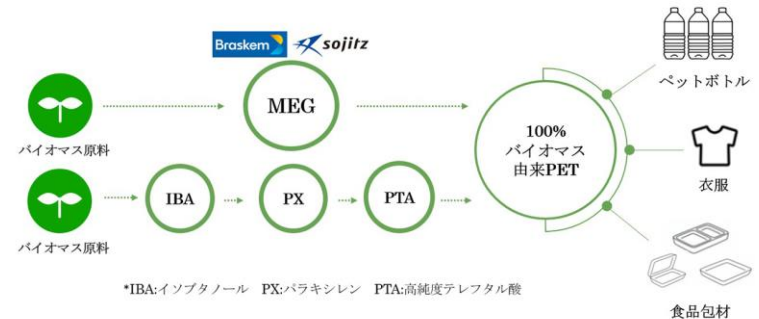 Braskem
sojitz
MEG
バイオマス原料
ペットボトル
100%
バイオマス
由来PET
IBA
PX
PTA
バイオマス原料
衣服
*IBA:イソブタノール PX:パラキシレン PTA:高純度テレフタル酸
食品包材